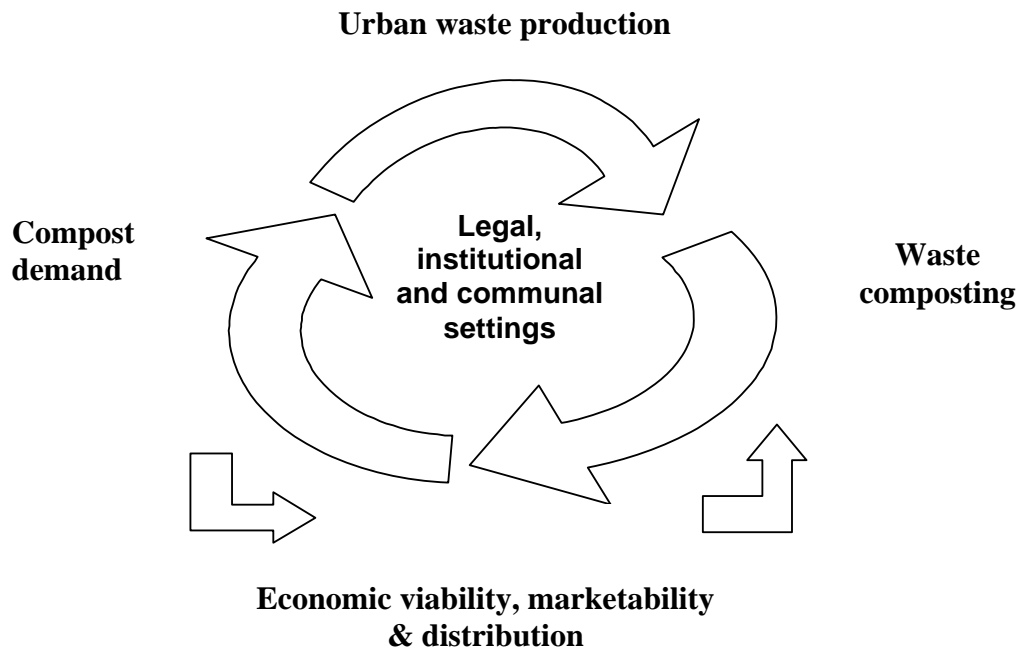 Urban waste production
Compost
demand
Legal,
institutional
and communal
settings
Waste
composting
Economic viability, marketability
& distribution